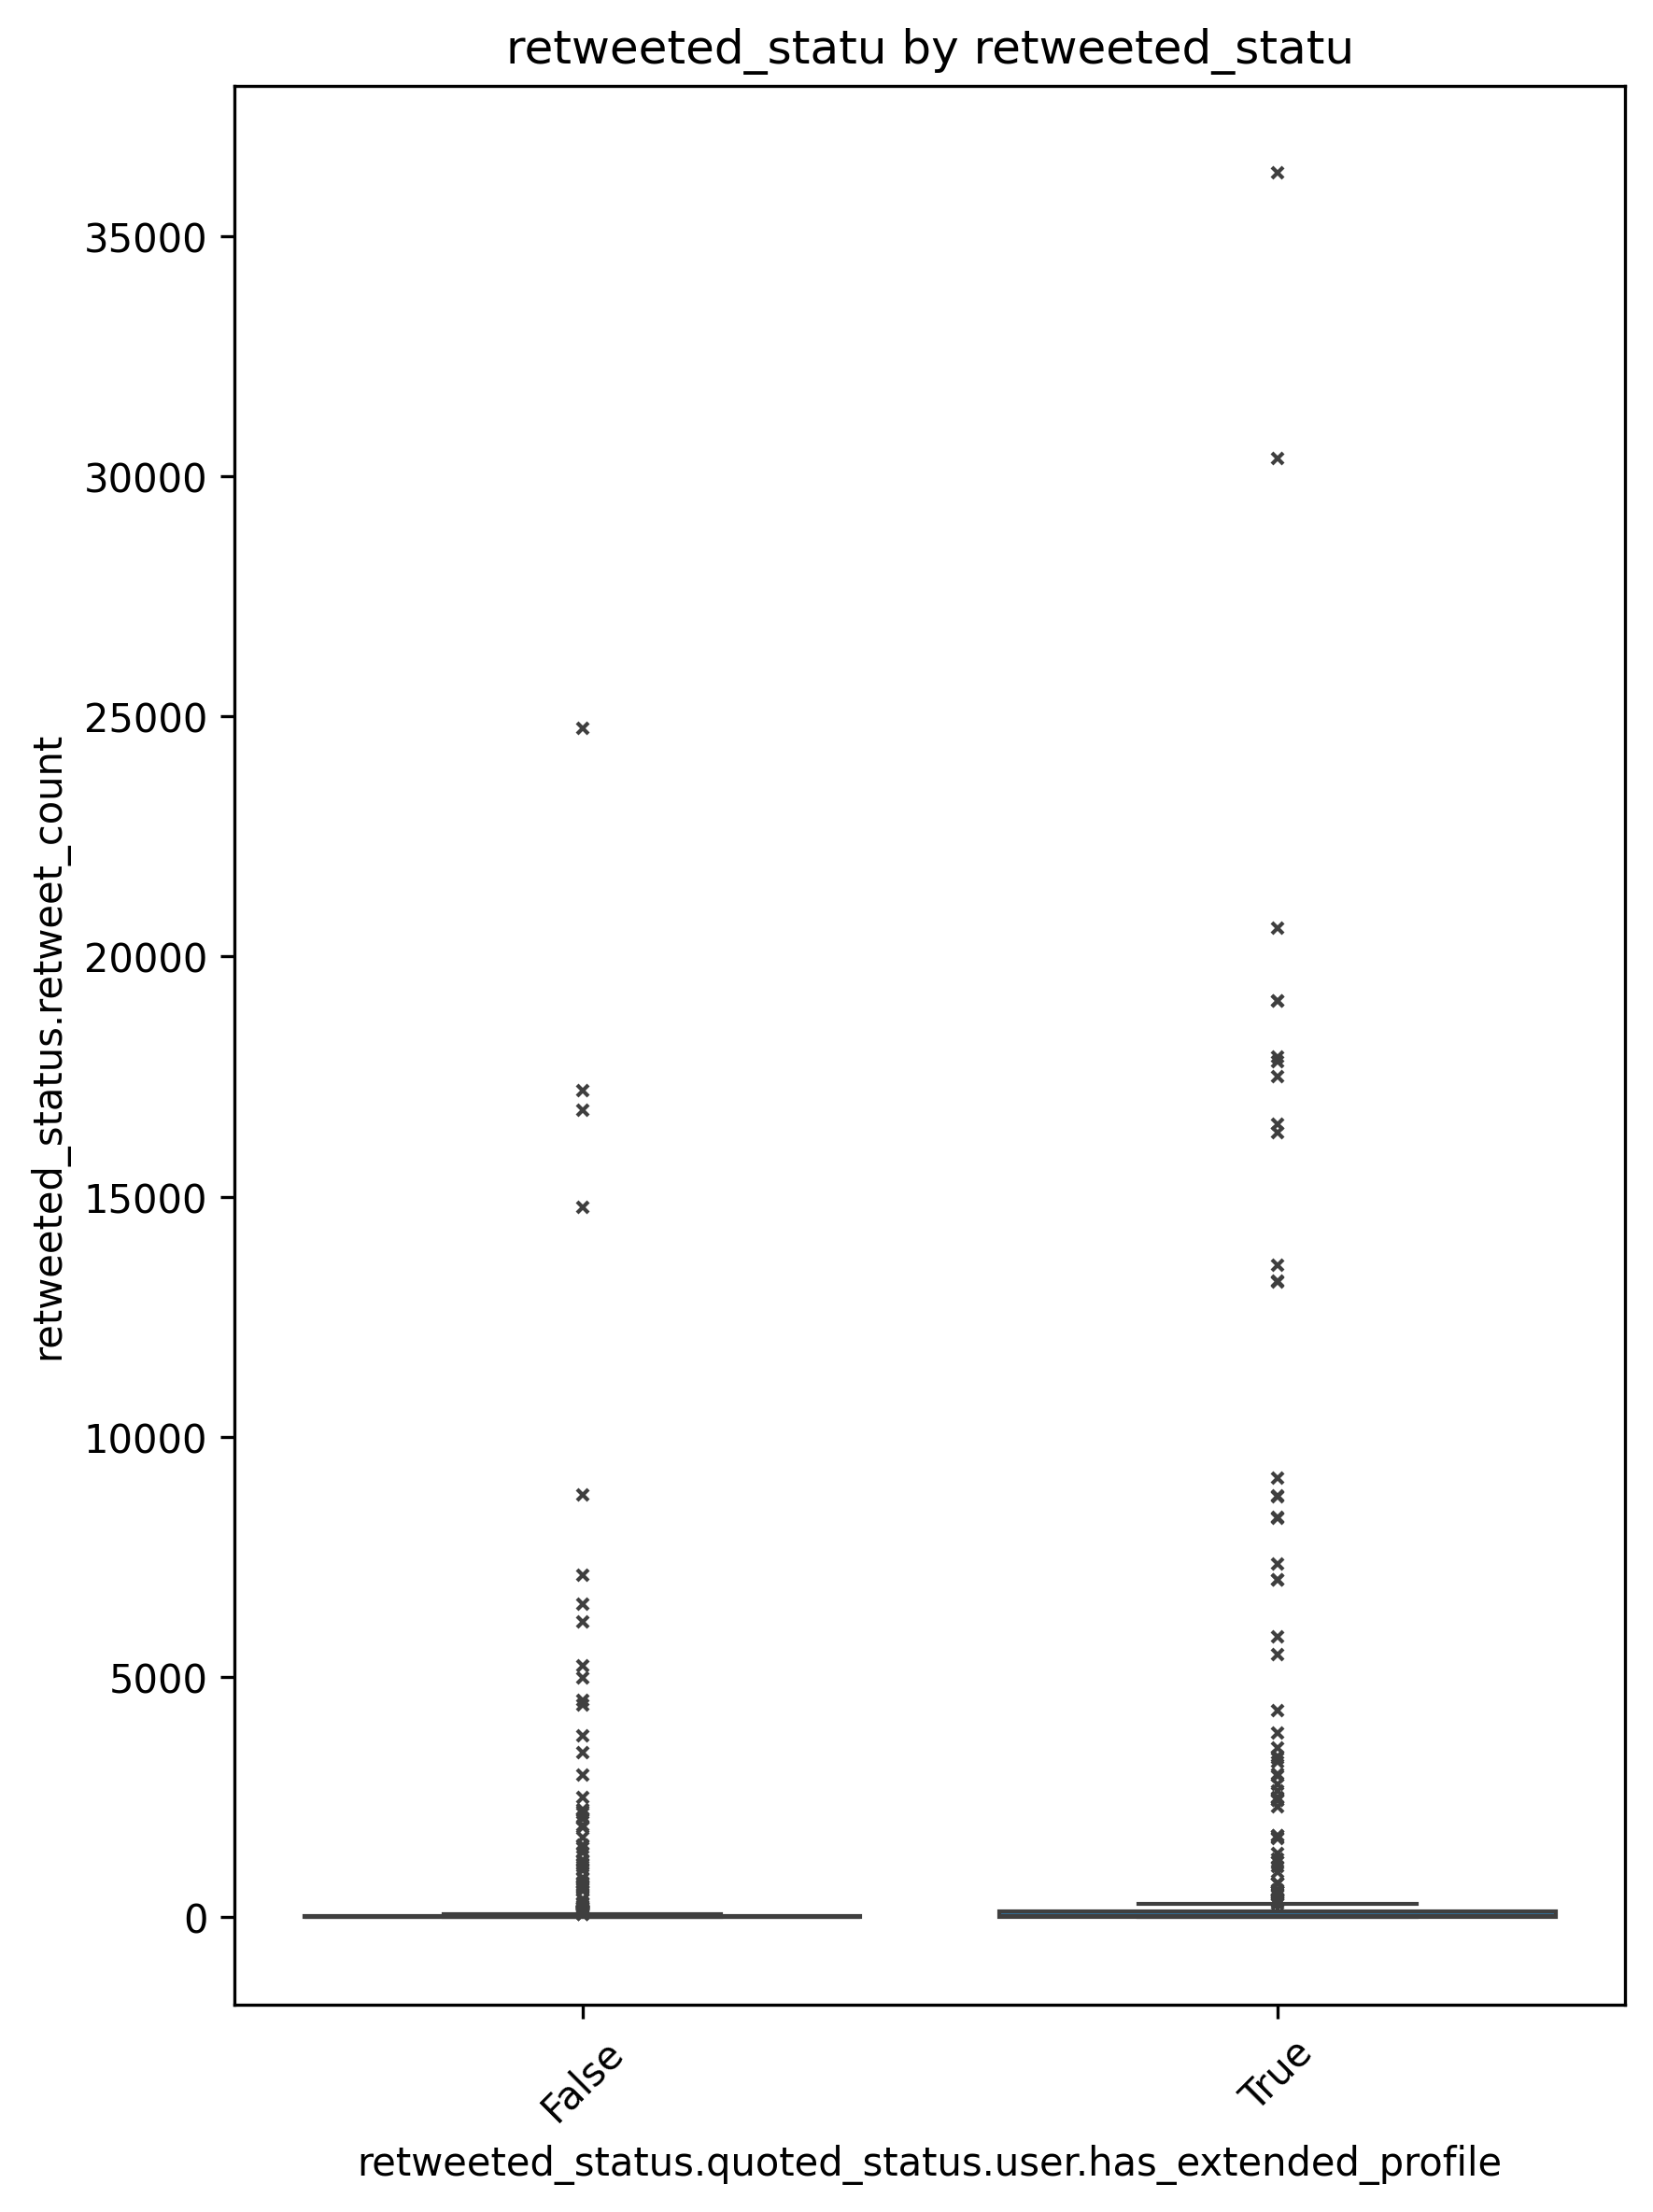 retweeted_statu by retweeted_statu
retweeted_status.retweet_count
35000
30000
25000
20000
15000
10000
5000
0
False
True
retweeted_status.quoted_status.user.has_extended_profile